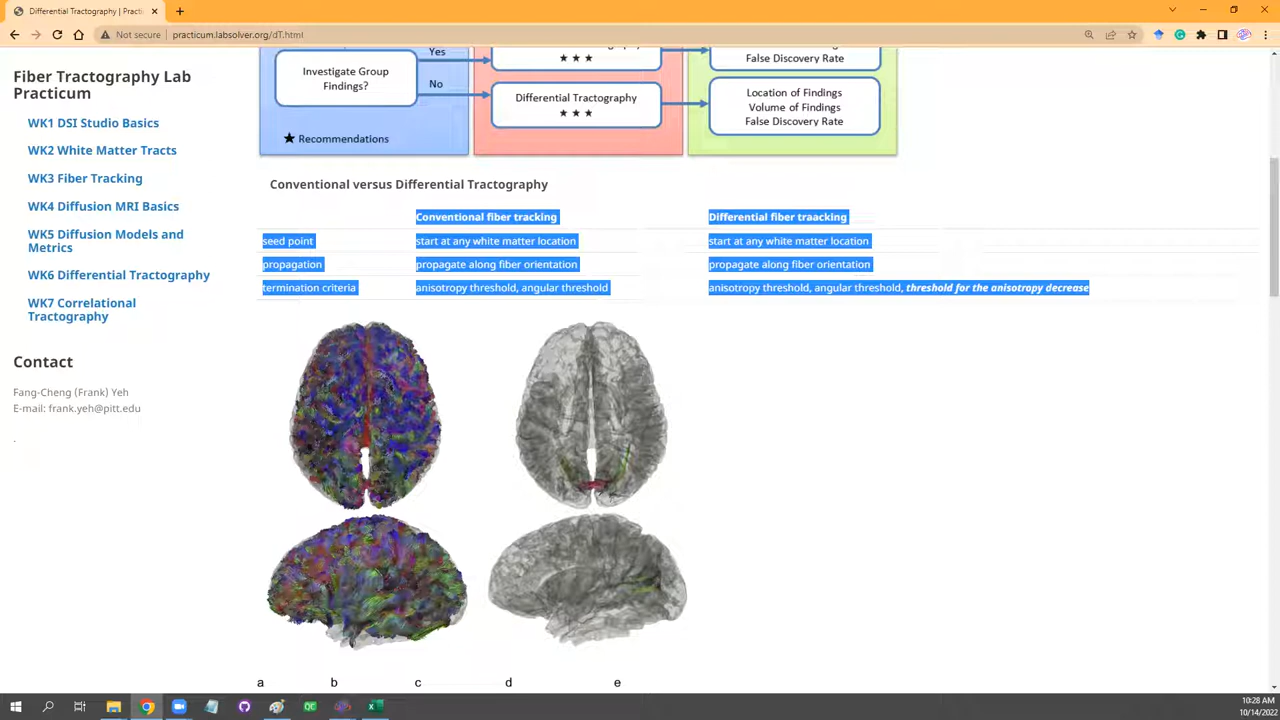 Differential Tractography | Practi
Not secure | practicum.labsolver.org/dT.html
Fiber Tractography Lab
Practicum
WK1 DSI Studio Basics
WK2 White Matter Tracts
WK3 Fiber Tracking
WK4 Diffusion MRI Basics
WK5 Diffusion Models and
Metrics
WK6 Differential Tractography
WK7 Correlational
Tractography
Contact
Fang-Cheng (Frank) Yeh
E-mail: frank.yeh@pitt.edu
.
Investigate Group
Findings?
Yes
No
★ Recommendations
★ ★ ★
Differential Tractography
★ ★ ★
False Discovery Rate
Location of Findings
Volume of Findings
False Discovery Rate
Conventional versus Differential Tractography
Conventional fiber tracking Differential fiber traacking
seed point start at any white matter location start at any white matter location
propagation propagate along fiber orientation propagate along fiber orientation
termination criteria anisotropy threshold, angular threshold anisotropy threshold, angular threshold, threshold for the anisotropy decrease
a b c d e
10:28 AM
10/14/2022